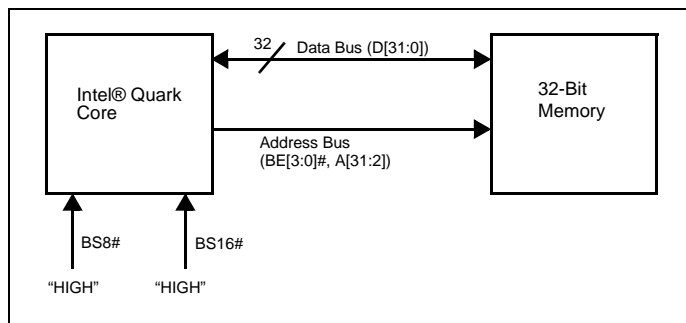 32
Data Bus (D[31:0])
Intel® Quark
Core
32-Bit
Memory
Address Bus
(BE[3:0]#, A[31:2])
BS8#
BS16#
“HIGH”
“HIGH”